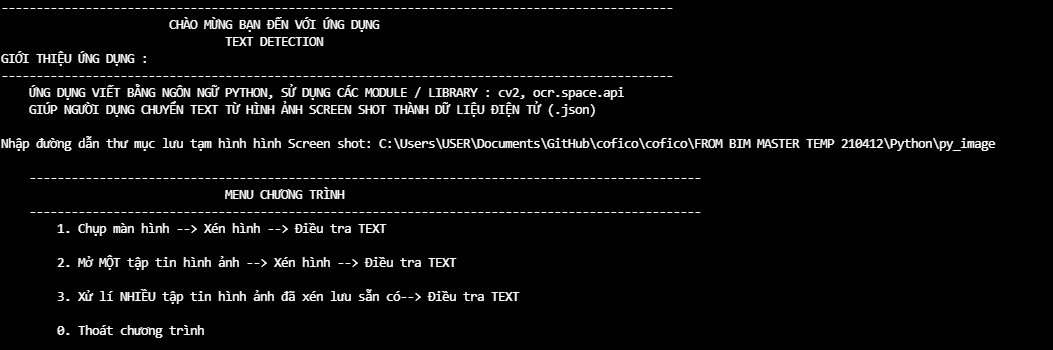 ------------------------------------------------------------------------------------------------
CHÀO MỪNG BẠN ĐẾN VỚI ỨNG DỤNG
TEXT DETECTION
GIỚI THIỆU ỨNG DỤNG :
------------------------------------------------------------------------------------------------
ỨNG DỤNG VIẾT BẰNG NGÔN NGỮ PYTHON, SỬ DỤNG CÁC MODULE / LIBRARY : cv2, ocr.space.api
GIÚP NGƯỜI DỤNG CHUYỂN TEXT TỪ HÌNH ẢNH SCREEN SHOT THÀNH DỮ LIỆU ĐIỆN TỬ (.json)
Nhập đường dẫn thư mục lưu tạm hình hình Screen shot: C:\Users\USER\Documents\GitHub\cofico\cofico\FROM BIM MASTER TEMP 210412\Python\py_image
------------------------------------------------------------------------------------------------
MENU CHƯƠNG TRÌNH
------------------------------------------------------------------------------------------------
1. Chụp màn hình --> Xén hình --> Điều tra TEXT
2. Mở MỘT tập tin hình ảnh --> Xén hình --> Điều tra TEXT
3. Xử lí NHIỀU tập tin hình ảnh đã xén lưu sẵn có--> Điều tra TEXT
0. Thoát chương trình